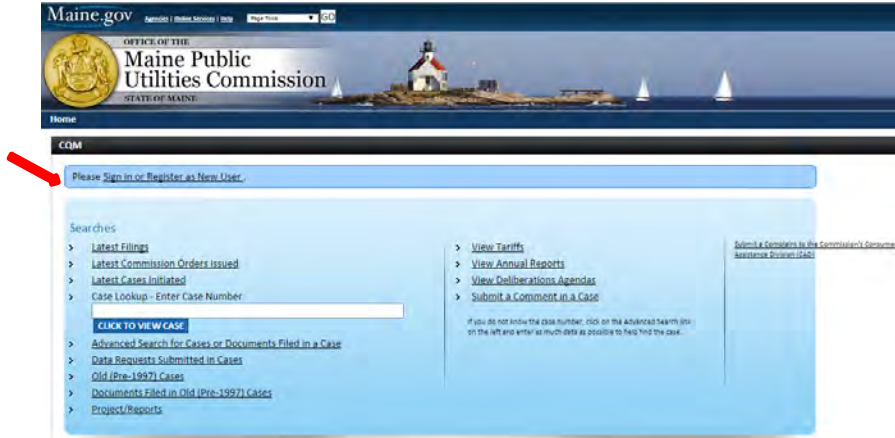 Maine.gov Agencies | Online Services | Help Page Tools GO
OFFICE OF THE
Maine Public
Utilities Commission
STATE OF MAINE
Home
CQM
Please Sign in or Register as New User.
Searches
> Latest Filings
> Latest Commission Orders Issued
> Latest Cases Initiated
> Case Lookup - Enter Case Number
CLICK TO VIEW CASE
> Advanced Search for Cases or Documents Filed in a Case
> Data Requests Submitted in Cases
> Old (Pre-1997) Cases
> Documents Filed in Old (Pre-1997) Cases
> Project/Reports
> View Tariffs
> View Annual Reports
> View Deliberations Agendas
> Submit a Comment in a Case
If you do not know the case number, click on the Advanced Search link
on the left and enter as much data as possible to help find the case.
Submit a Complaint to the Commission's Consume
Assistance Division (CAD)